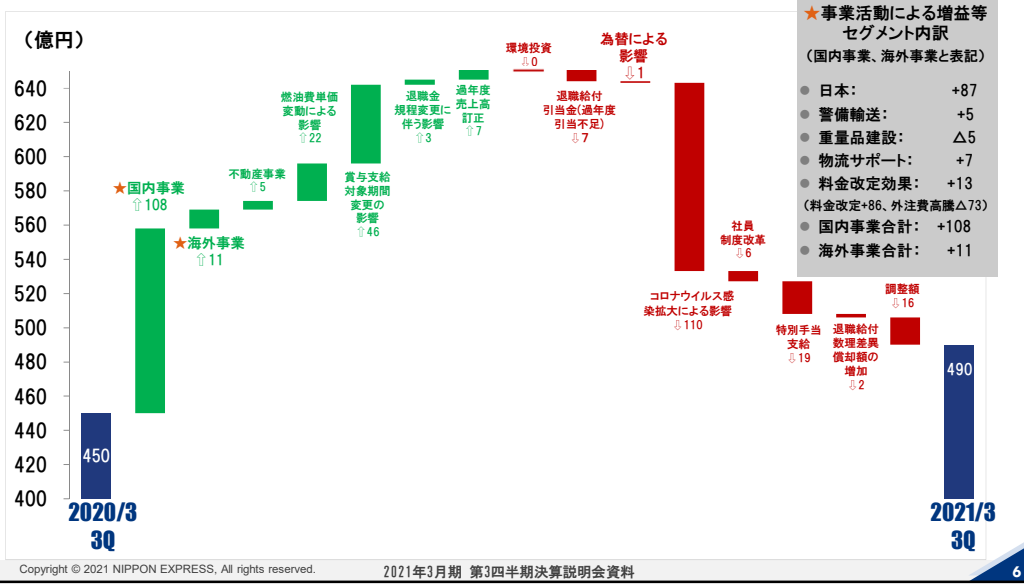 (億円)
640
620
600
580
560
540
520
500
480
460
440
420
400
450
2020/3
3Q
★国内事業
⇧108
★海外事業
⇧11
不動産事業
⇧5
燃油費単価
変動による
影響
⇧22
賞与支給
対象期間
変更の
影響
⇧46
退職金
規程変更に
伴う影響
⇧3
過年度
売上高
訂正
⇧7
環境投資
⇩0
退職給付
引当金(過年度
引当不足)
⇩7
為替による
影響
⇩1
コロナウイルス感
染拡大による影響
⇩110
社員
制度改革
⇩6
特別手当
支給
⇩19
退職給付
数理差異
償却額の
増加
⇩2
調整額
⇩16
490
2021/3
3Q
★事業活動による増益等
セグメント内訳
(国内事業、海外事業と表記)
● 日本: +87
● 警備輸送: +5
● 重量品建設: △5
● 物流サポート: +7
● 料金改定効果: +13
(料金改定+86、外注費高騰△73)
● 国内事業合計: +108
● 海外事業合計: +11
Copyright © 2021 NIPPON EXPRESS, All rights reserved.
2021年3月期 第3四半期決算説明会資料
6